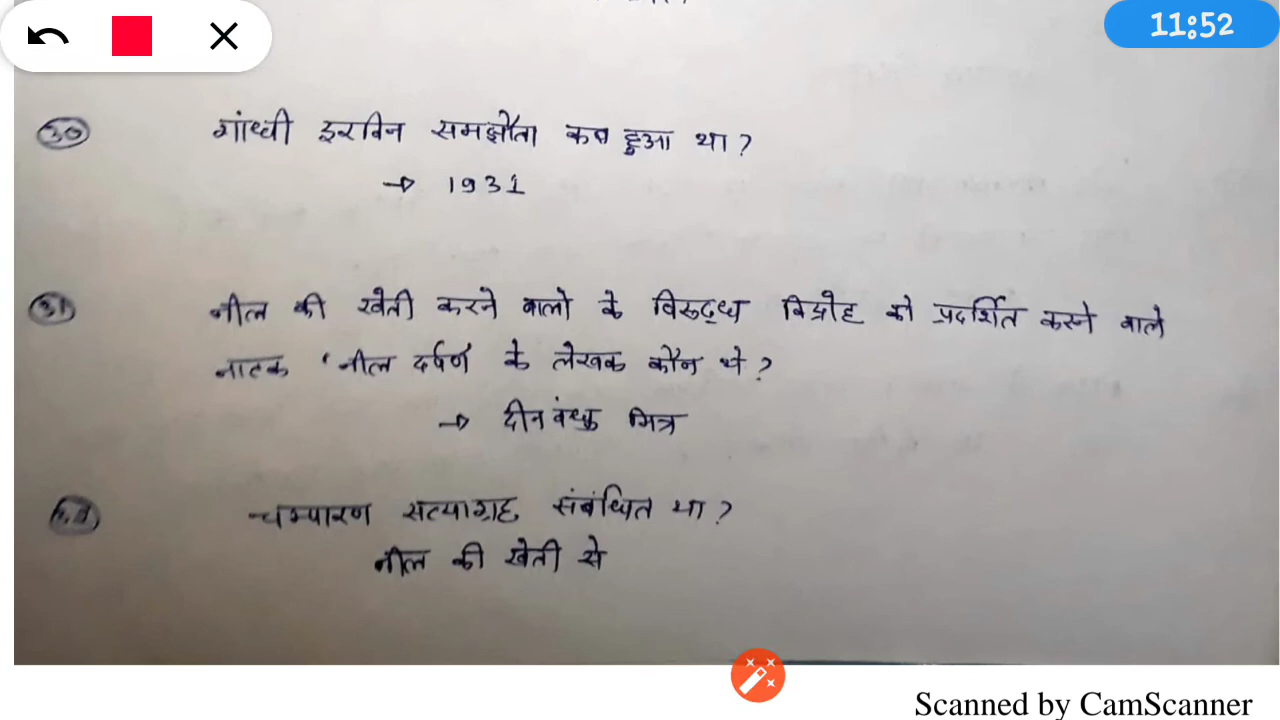 11:52
30 गांधी इरविन समझौता कब हुआ था?
→ 1931
31 नील की खेती करने वालो के विरुद्ध विद्रोह को प्रदर्शित करने वाले
नाटक 'नील दर्पण के लेखक कौन थे?
→ दीनबंधु मित्र
चम्पारण सत्याग्रह संबंधित था?
नील की खेती से
Scanned by CamScanner